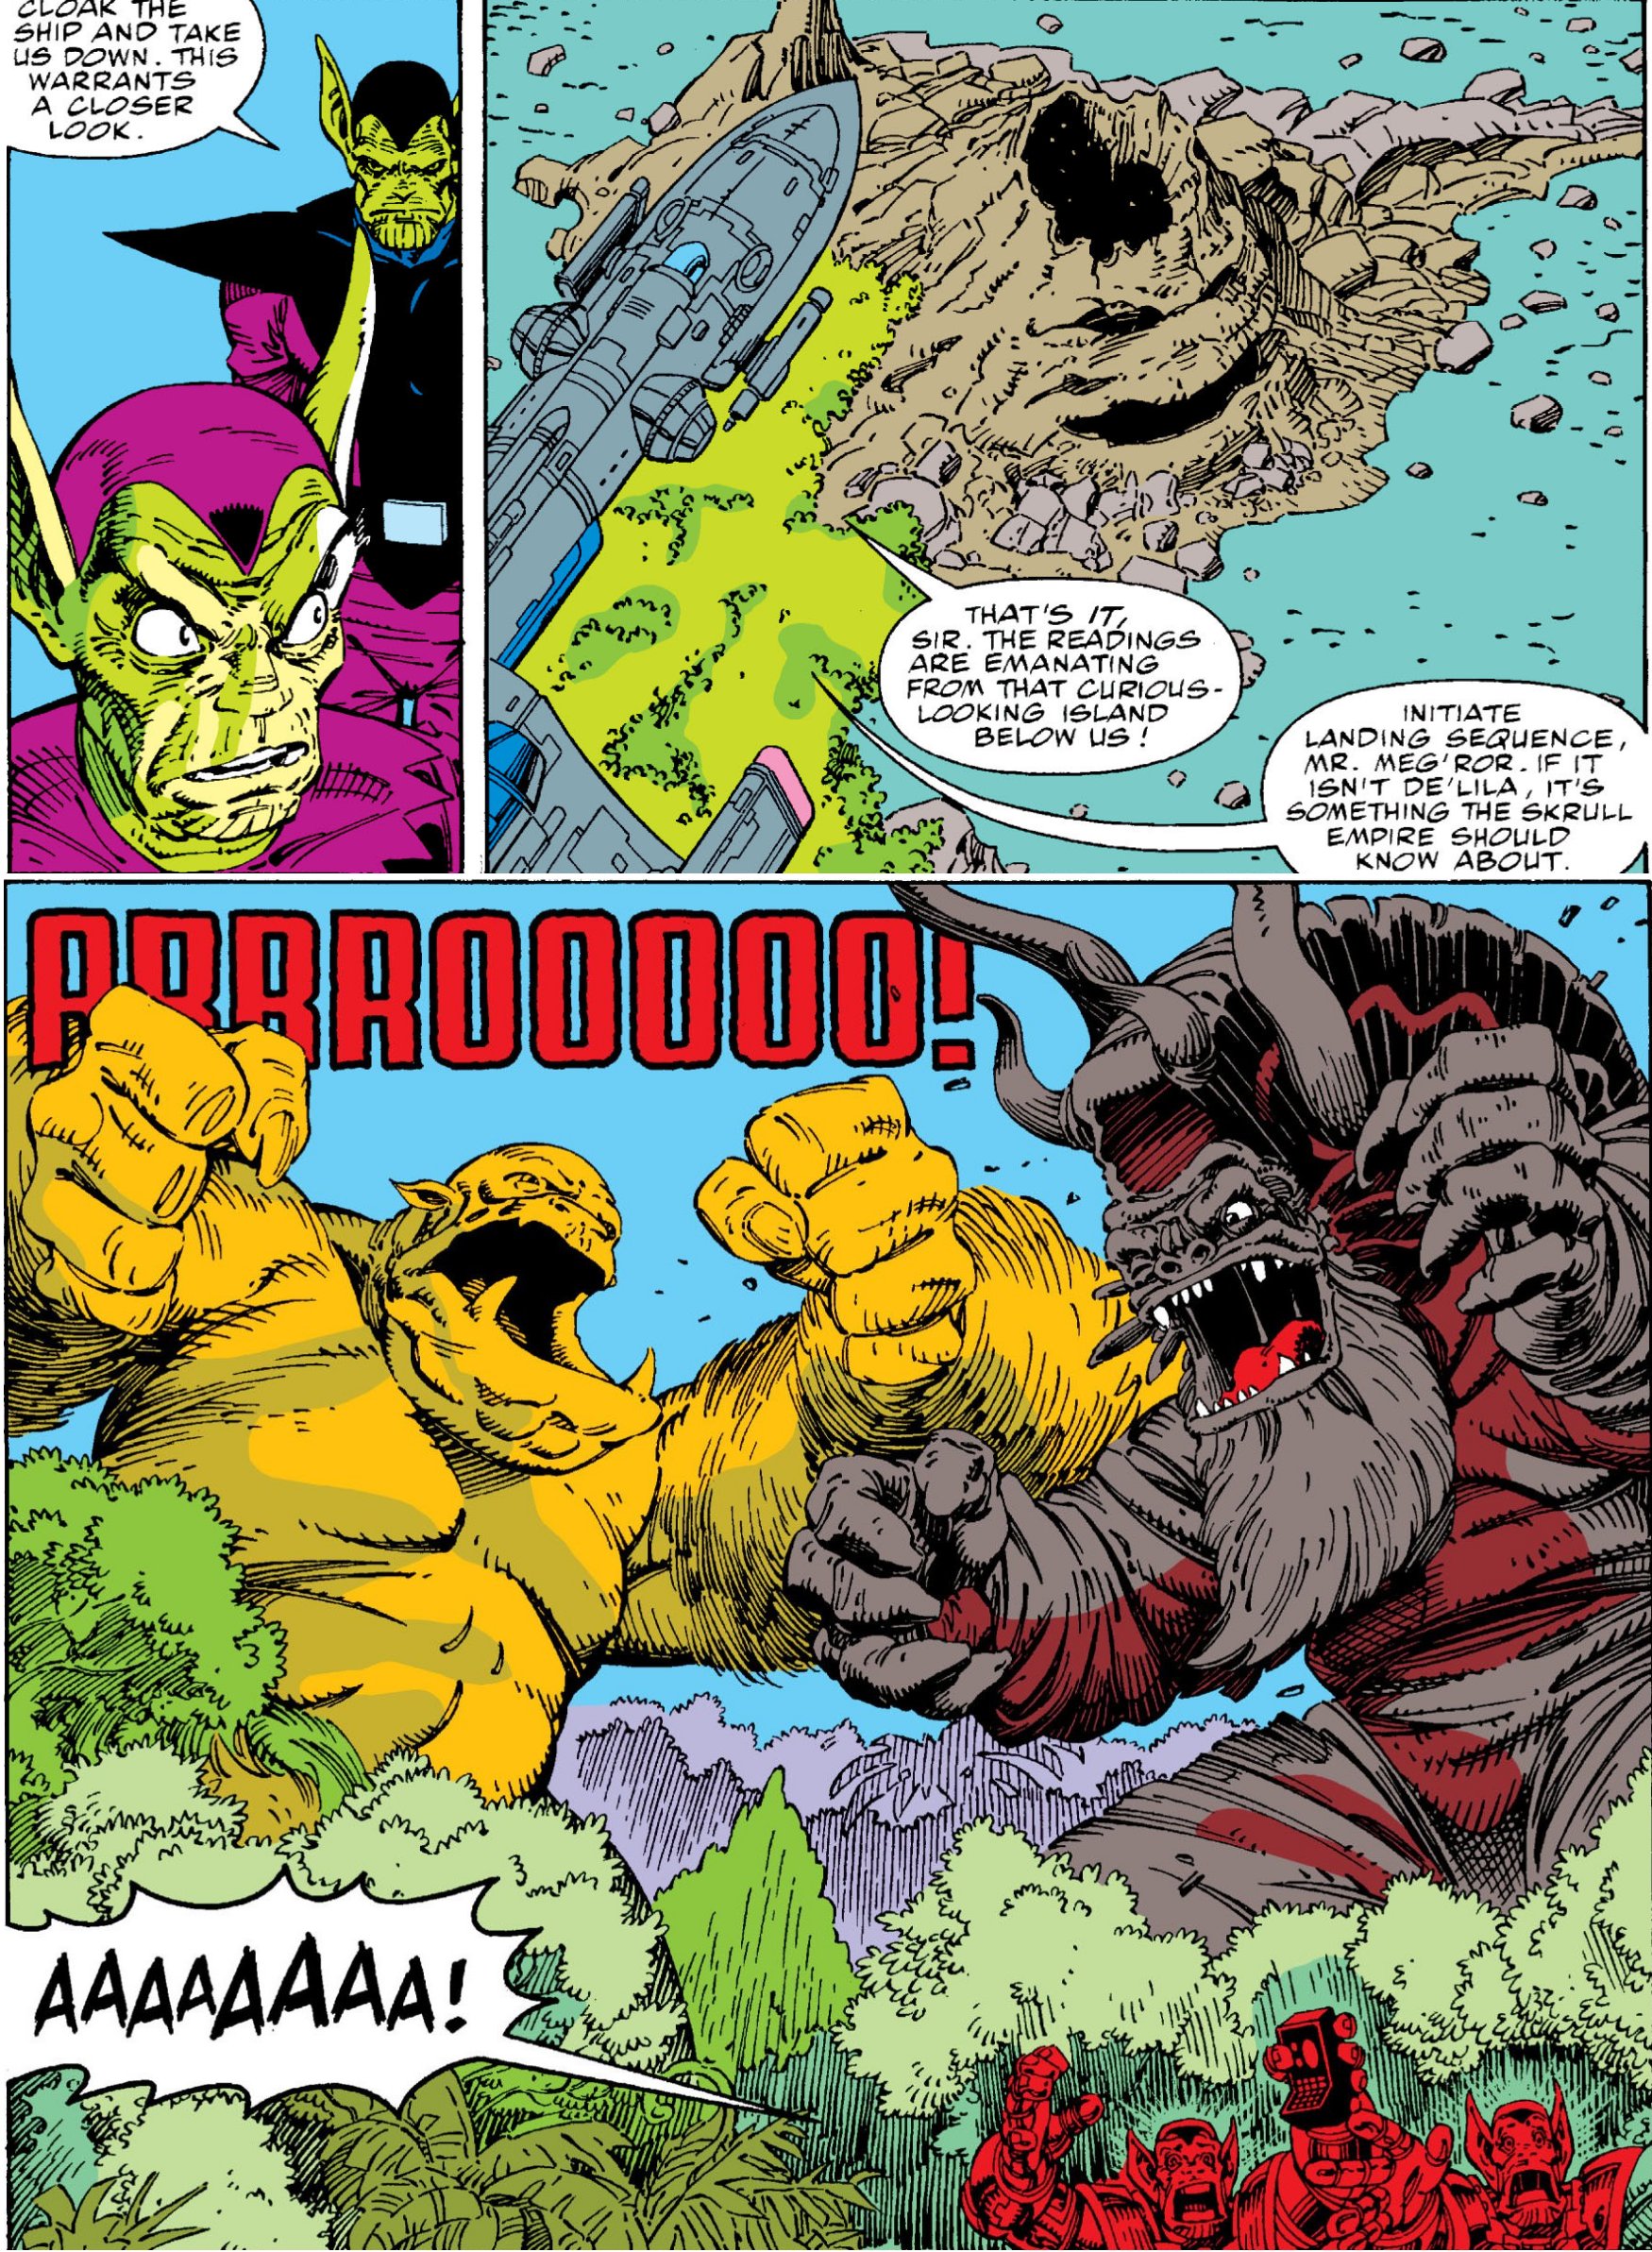 CLOAK THE
SHIP AND TAKE
US DOWN. THIS
WARRANTS
A CLOSER
LOOK.
THAT'S IT,
SIR. THE READINGS
ARE EMANATING
FROM THAT CURIOUS-
LOOKING ISLAND
BELOW US!
INITIATE
LANDING SEQUENCE,
MR. MEG'ROR. IF IT
ISN'T DE'LILA, IT'S
SOMETHING THE SKRULL
EMPIRE SHOULD
KNOW ABOUT.
RRRROOOOO!
AAAAAAAAA!